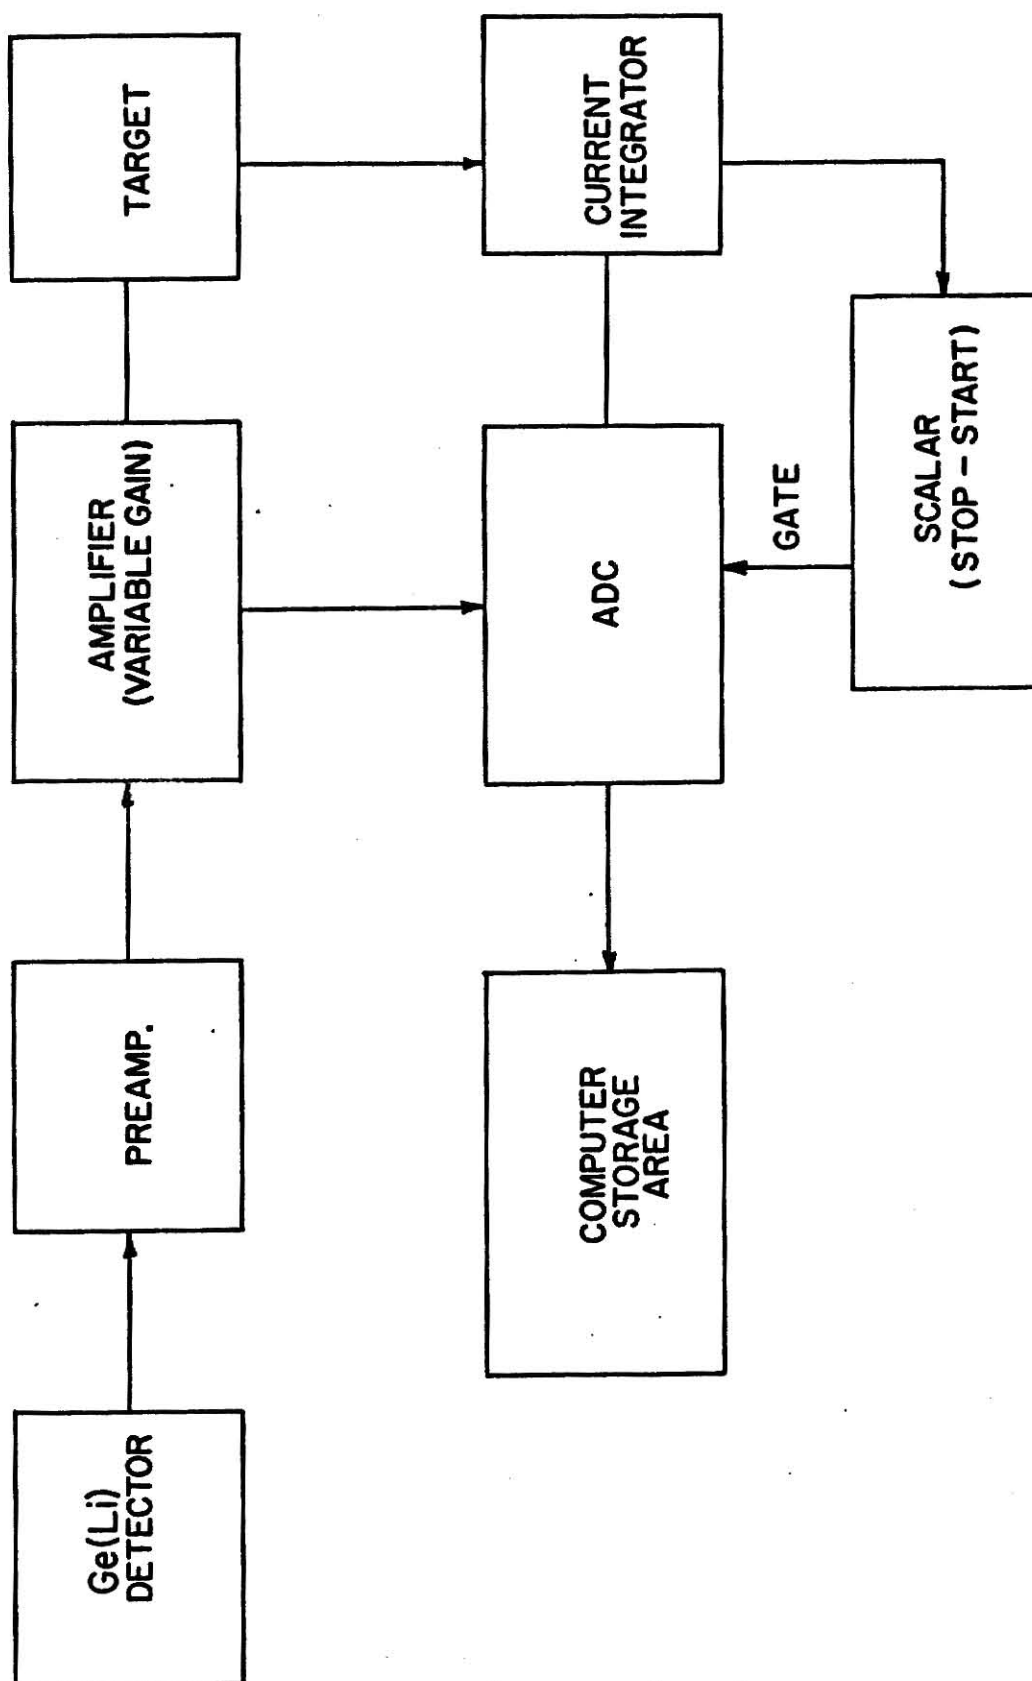 Ge(Li)
DETECTOR
PREAMP.
AMPLIFIER
(VARIABLE GAIN)
TARGET
COMPUTER
STORAGE
AREA
ADC
CURRENT
INTEGRATOR
GATE
SCALAR
(STOP-START)